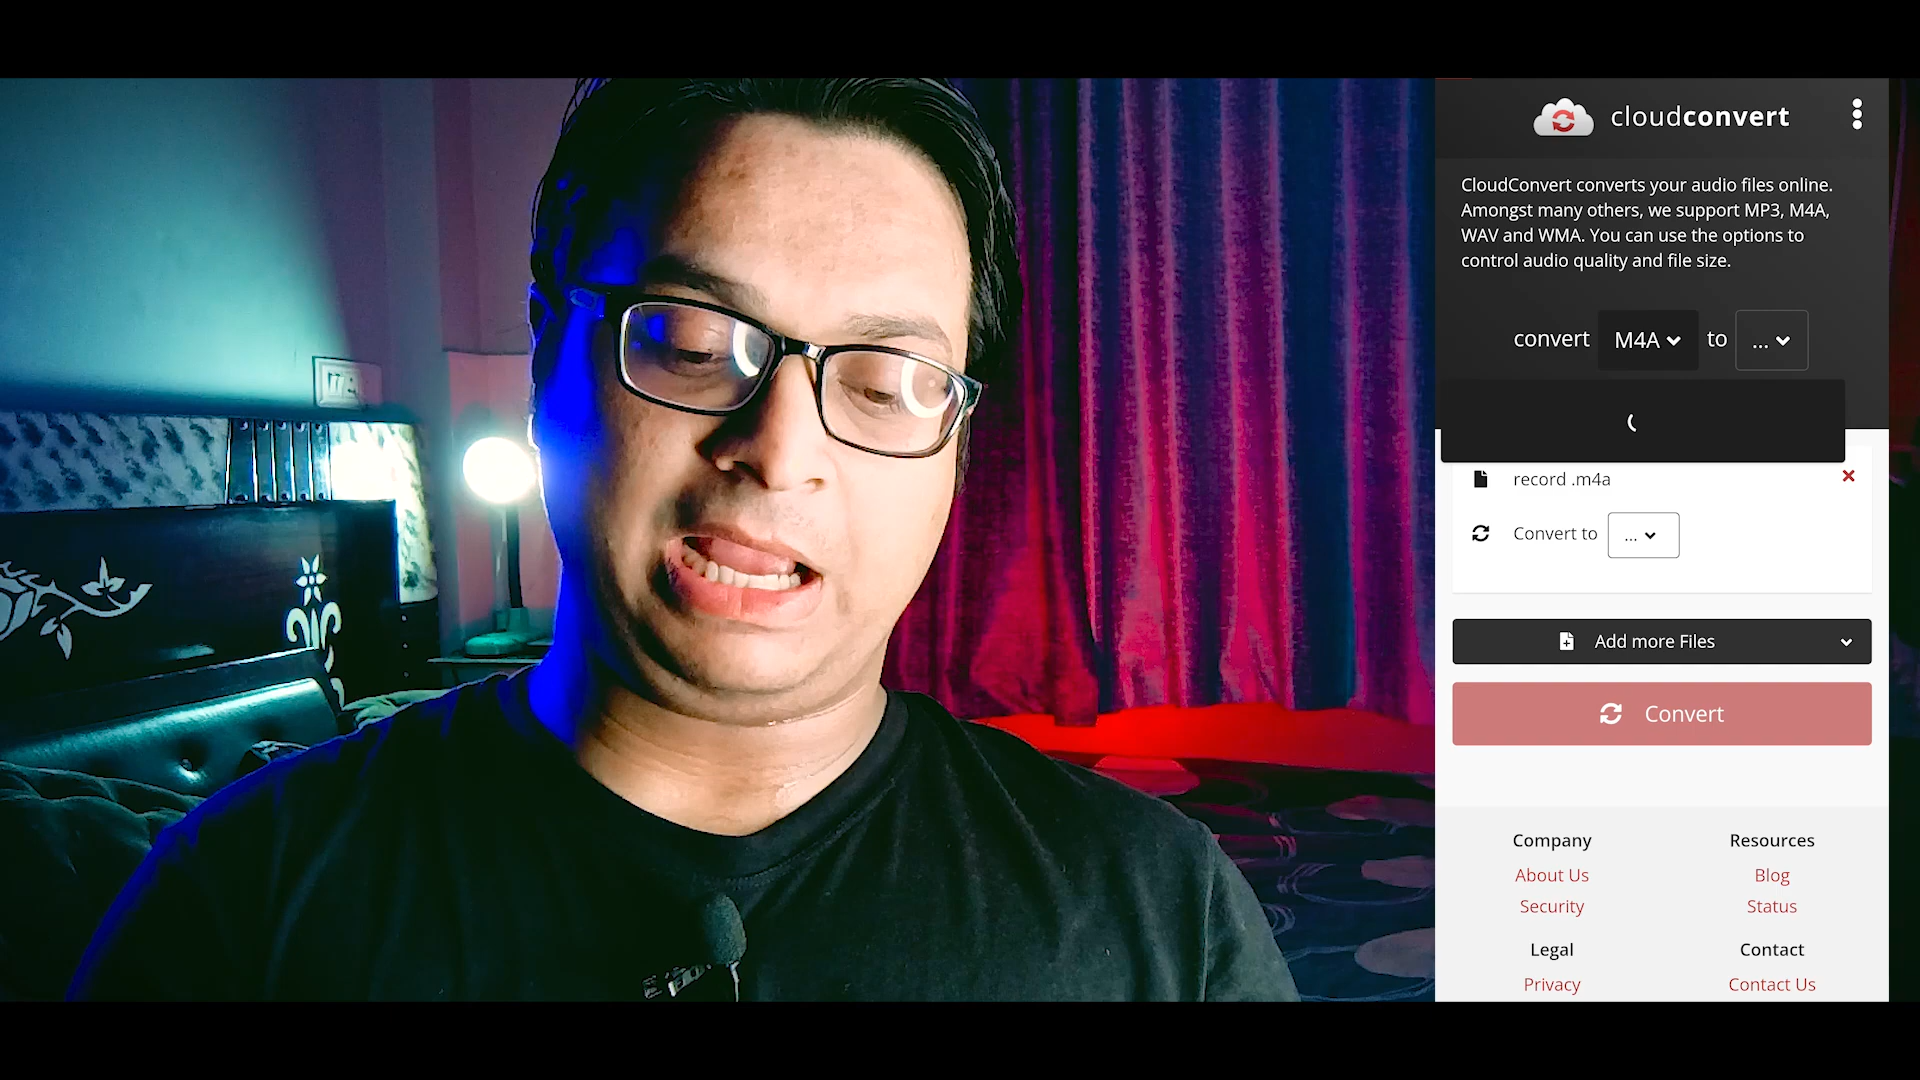 cloudconvert
CloudConvert converts your audio files online.
Amongst many others, we support MP3, M4A,
WAV and WMA. You can use the options to
control audio quality and file size.
convert M4A to ...
record .m4a
Convert to ...
Add more Files
Convert
Company Resources
About Us Blog
Security Status
Legal Contact
Privacy Contact Us